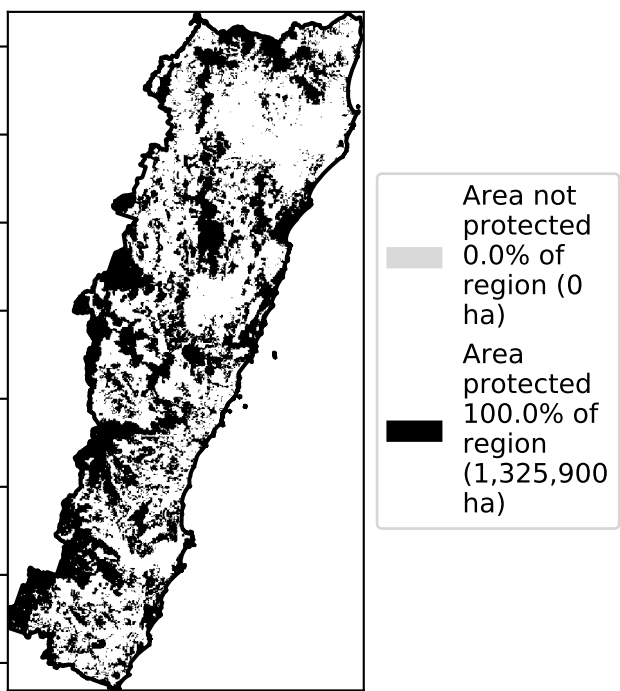 Area not
protected
0.0% of
region (0
ha)
Area
protected
100.0% of
region
(1,325,900
ha)